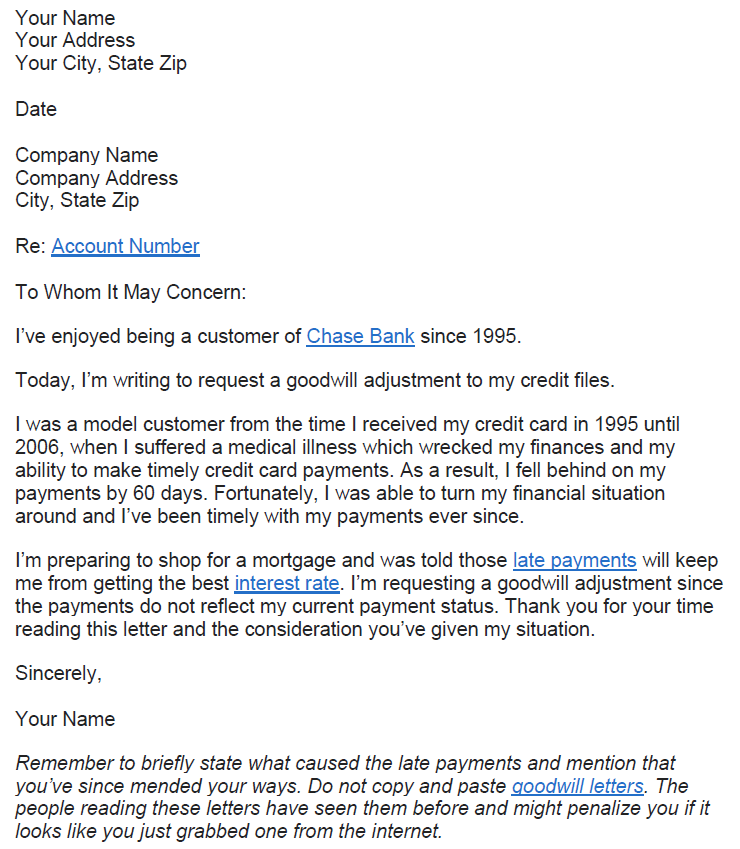 Your Name
Your Address
Your City, State Zip
Date
Company Name
Company Address
City, State Zip
Re: Account Number
To Whom It May Concern:
I’ve enjoyed being a customer of Chase Bank since 1995.
Today, I’m writing to request a goodwill adjustment to my credit files.
I was a model customer from the time I received my credit card in 1995 until
2006, when I suffered a medical illness which wrecked my finances and my
ability to make timely credit card payments. As a result, I fell behind on my
payments by 60 days. Fortunately, I was able to turn my financial situation
around and I’ve been timely with my payments ever since.
I’m preparing to shop for a mortgage and was told those late payments will keep
me from getting the best interest rate. I’m requesting a goodwill adjustment since
the payments do not reflect my current payment status. Thank you for your time
reading this letter and the consideration you’ve given my situation.
Sincerely,
Your Name
Remember to briefly state what caused the late payments and mention that
you’ve since mended your ways. Do not copy and paste goodwill letters. The
people reading these letters have seen them before and might penalize you if it
looks like you just grabbed one from the internet.